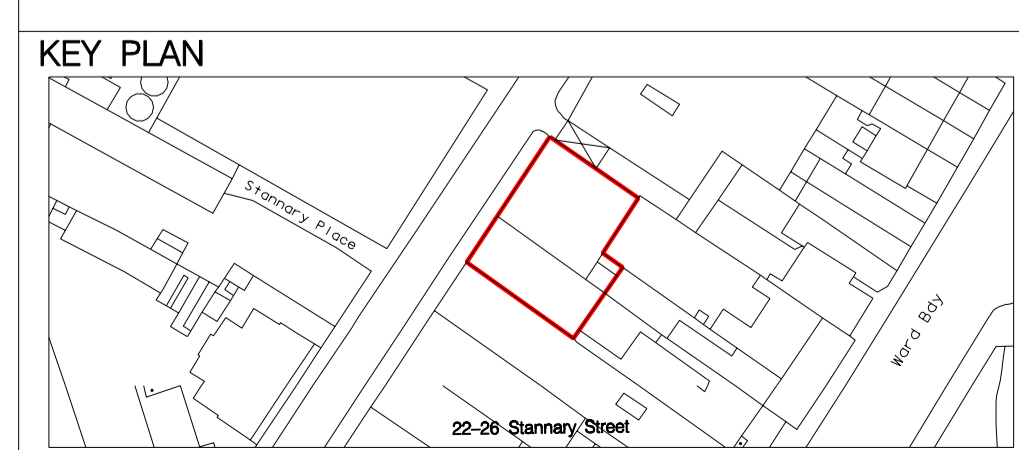 KEY PLAN
Stannary Place
Ward Bdy
22-26 Stannary Street